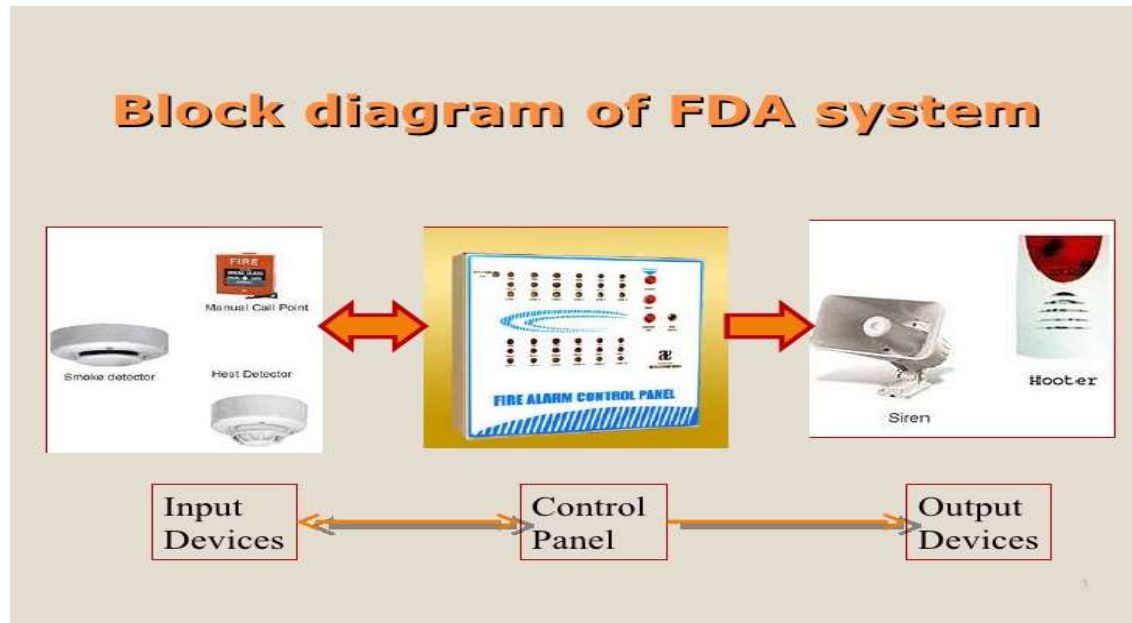 Block diagram of FDA system
FIRE
Manual Call Point
Smoke detector
Heat Detector
FIRE ALARM CONTROL PANEL
Siren
Hooter
Input
Devices
Control
Panel
Output
Devices
3